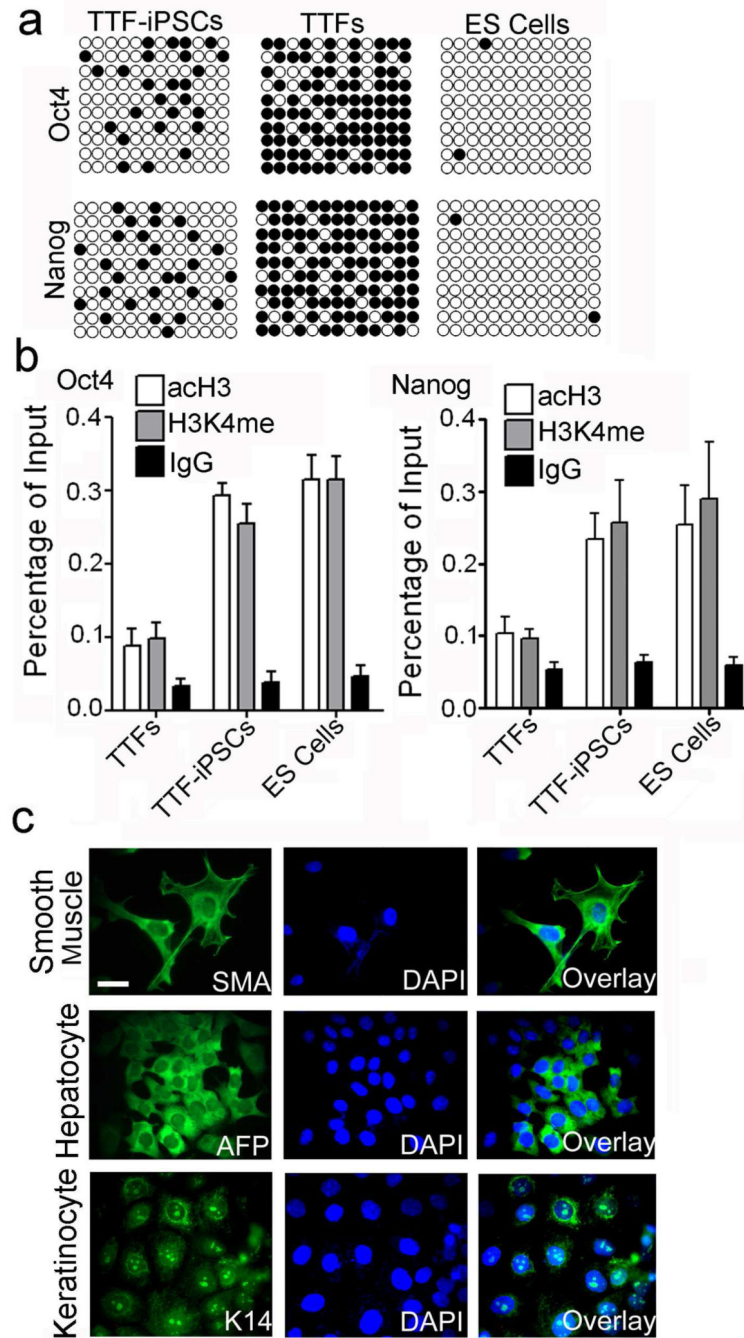 a
TTF-iPSCs TTFs ES Cells
Oct4
Nanog
b
Oct4
acH3
H3K4me
IgG
Percentage of Input
0.4
0.3
0.2
0.1
0.0
TTFs
TTF-iPSCs
ES Cells
Nanog
acH3
H3K4me
IgG
Percentage of Input
0.4
0.3
0.2
0.1
0.0
TTFs
TTF-iPSCs
ES Cells
c
Smooth
Muscle
SMA DAPI Overlay
Hepatocyte
AFP DAPI Overlay
Keratinocyte
K14 DAPI Overlay